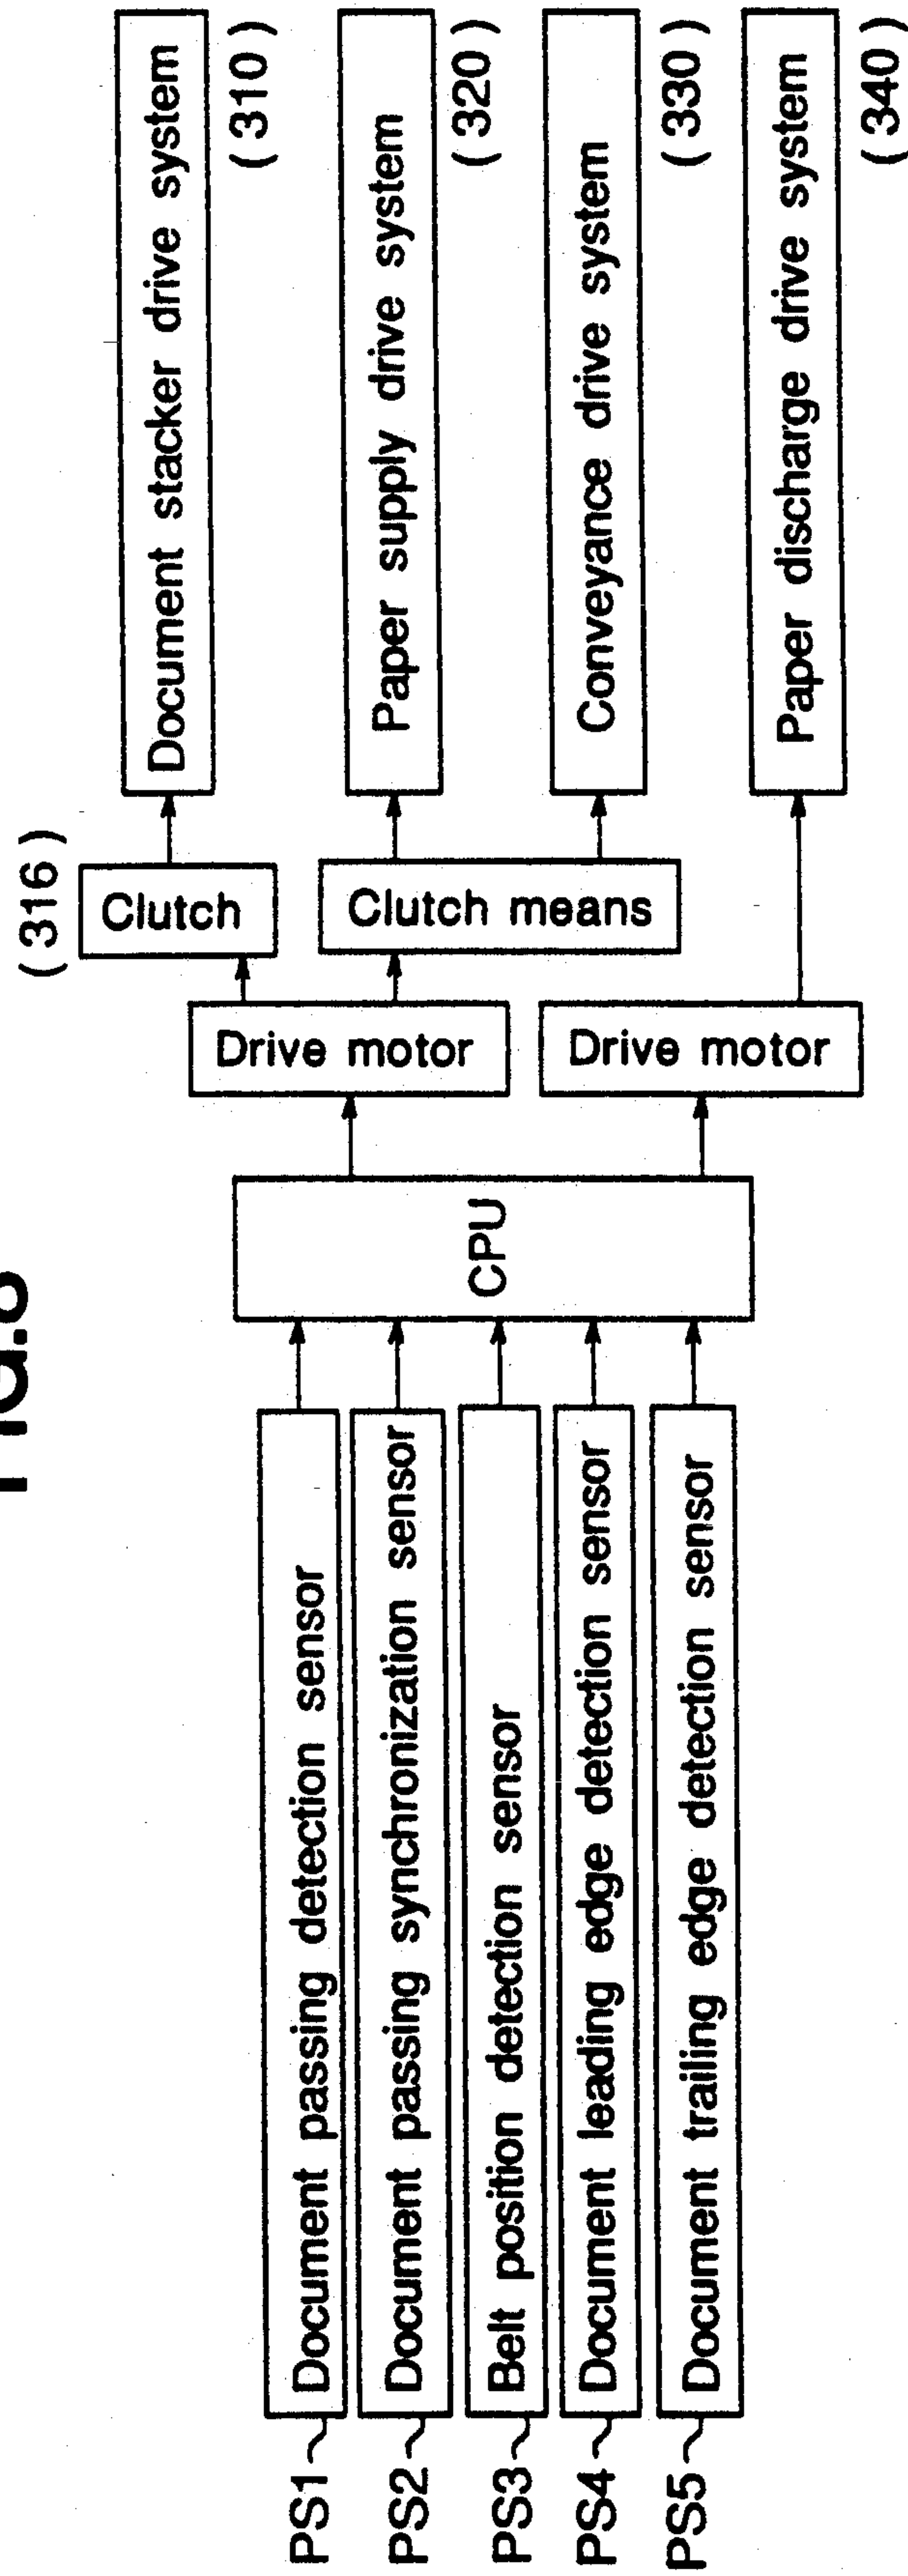 (316)
Clutch
Document stacker drive system
(310)
PS1
Document passing detection sensor
PS2
Document passing synchronization sensor
PS3
Belt position detection sensor
PS4
Document leading edge detection sensor
PS5
Document trailing edge detection sensor
CPU
Drive motor
Drive motor
Clutch means
Paper supply drive system
(320)
Conveyance drive system
(330)
Paper discharge drive system
(340)